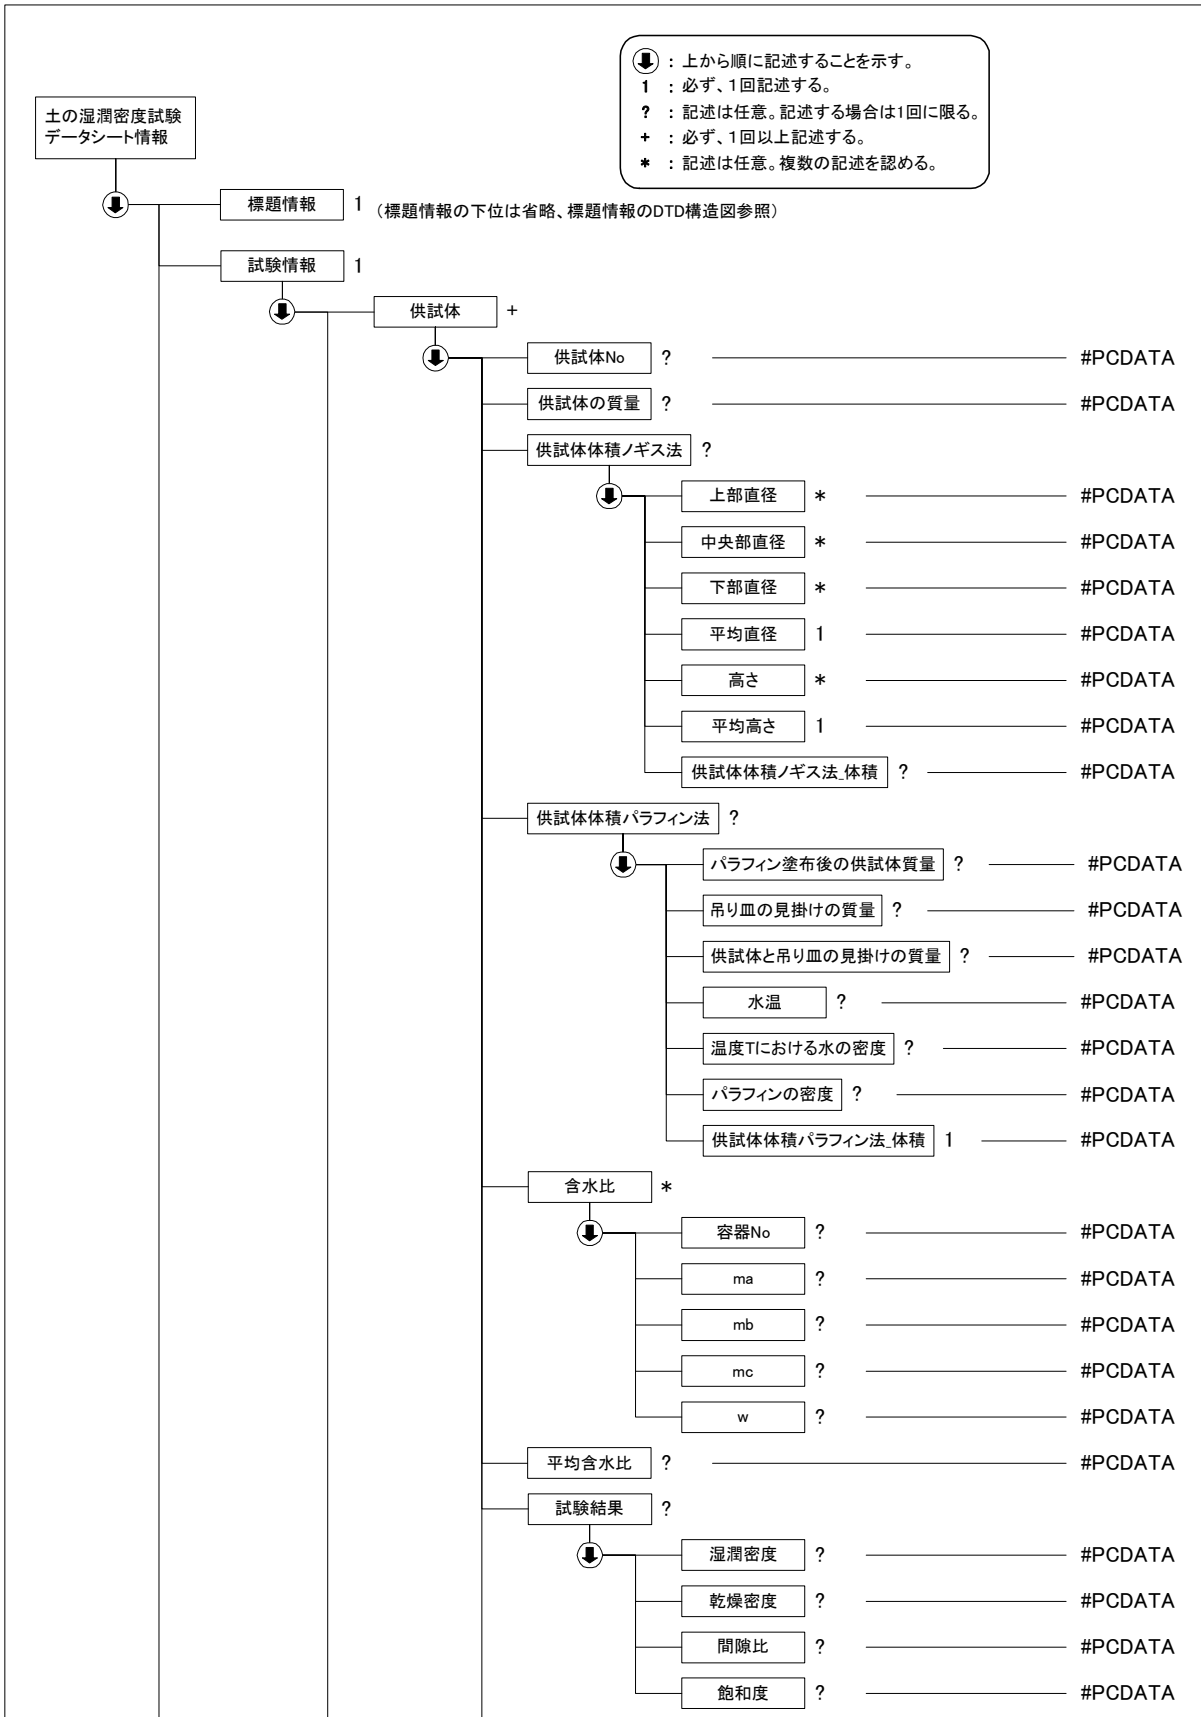 : 上から順に記述することを示す。
1 : 必ず、1回記述する。
? : 記述は任意。記述する場合は1回に限る。
+ : 必ず、1回以上記述する。
* : 記述は任意。複数の記述を認める。
土の湿潤密度試験
データシート情報
標題情報 1 (標題情報の下位は省略、標題情報のDTD構造図参照)
試験情報 1
供試体 +
供試体No ? #PCDATA
供試体の質量 ? #PCDATA
供試体体積ノギス法 ?
上部直径 * #PCDATA
中央部直径 * #PCDATA
下部直径 * #PCDATA
平均直径 1 #PCDATA
高さ * #PCDATA
平均高さ 1 #PCDATA
供試体体積ノギス法_体積 ? #PCDATA
供試体体積パラフィン法 ?
パラフィン塗布後の供試体質量 ? #PCDATA
吊り皿の見掛けの質量 ? #PCDATA
供試体と吊り皿の見掛けの質量 ? #PCDATA
水温 ? #PCDATA
温度Tにおける水の密度 ? #PCDATA
パラフィンの密度 ? #PCDATA
供試体体積パラフィン法_体積 1 #PCDATA
含水比 *
容器No ? #PCDATA
ma ? #PCDATA
mb ? #PCDATA
mc ? #PCDATA
w ? #PCDATA
平均含水比 ? #PCDATA
試験結果 ?
湿潤密度 ? #PCDATA
乾燥密度 ? #PCDATA
間隙比 ? #PCDATA
飽和度 ? #PCDATA